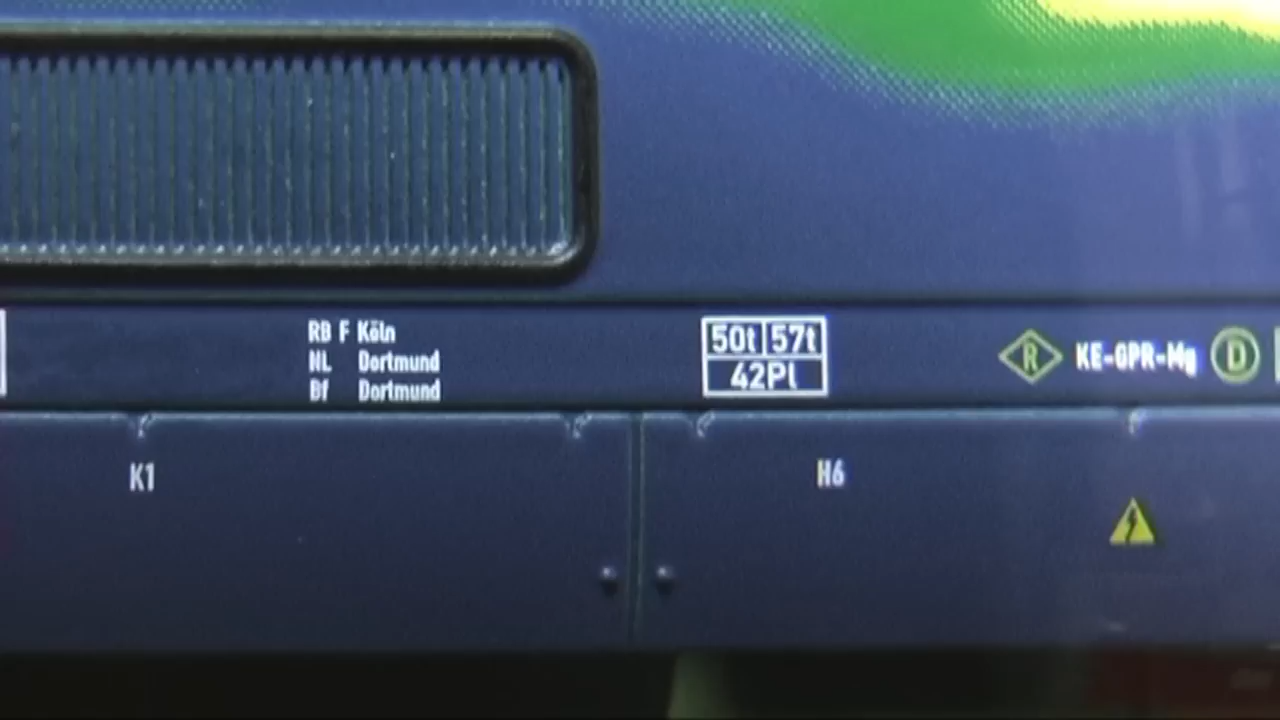 RB F Köln
NL Dortmund
Bf Dortmund
50t 57t
42Pl
R KE-GPR-Mg D
K1
H6